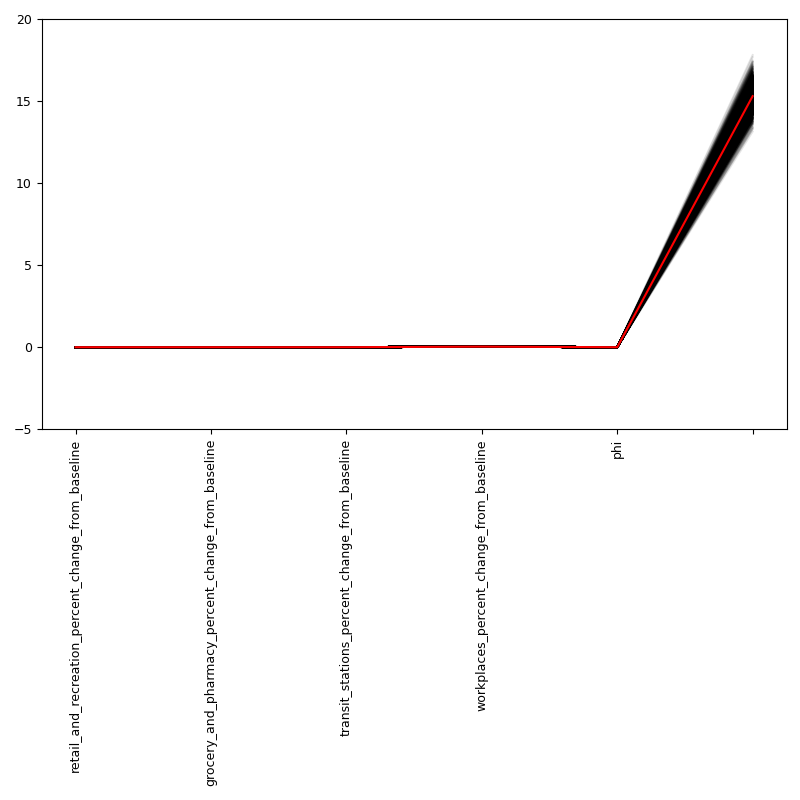 20
15
10
5
0
−5
retail_and_recreation_percent_change_from_baseline
grocery_and_pharmacy_percent_change_from_baseline
transit_stations_percent_change_from_baseline
workplaces_percent_change_from_baseline
phi